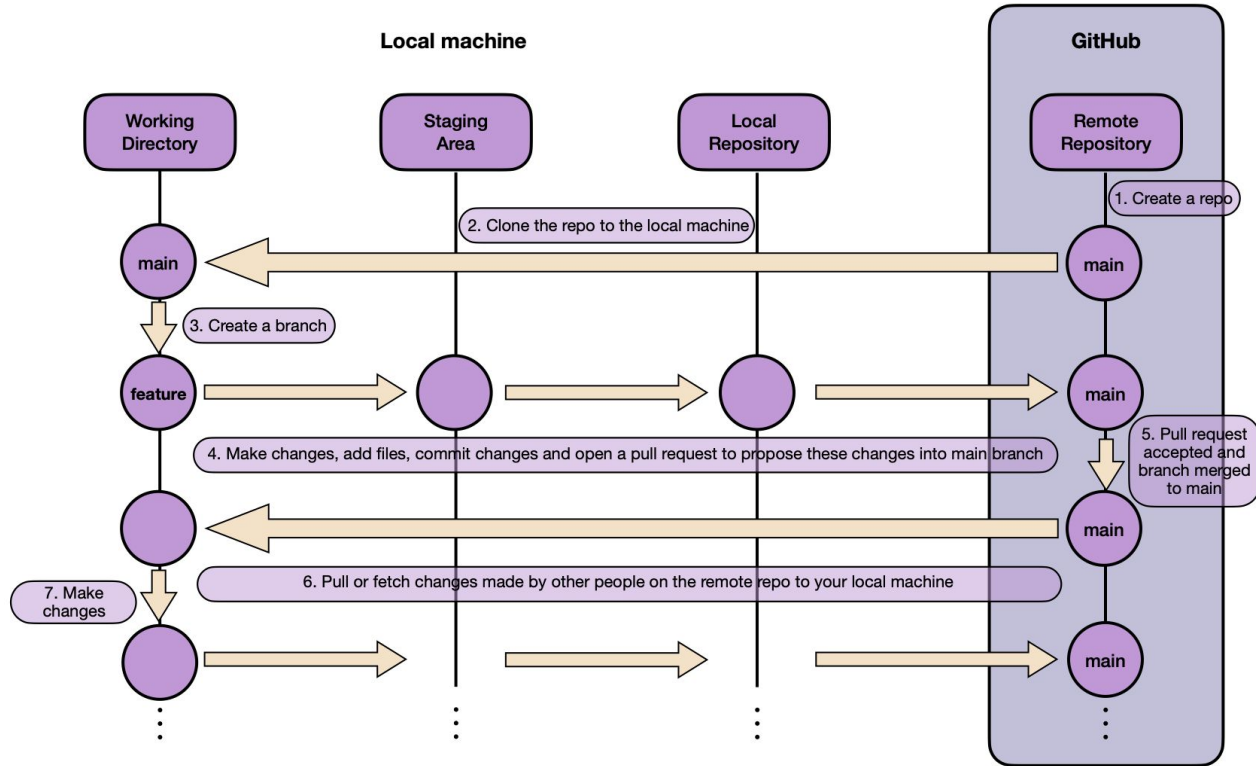 Local machine
GitHub
Working
Directory
Staging
Area
Local
Repository
Remote
Repository
1. Create a repo
2. Clone the repo to the local machine
main
main
3. Create a branch
feature
main
4. Make changes, add files, commit changes and open a pull request to propose these changes into main branch
5. Pull request
accepted and
branch merged
to main
main
6. Pull or fetch changes made by other people on the remote repo to your local machine
7. Make
changes
main